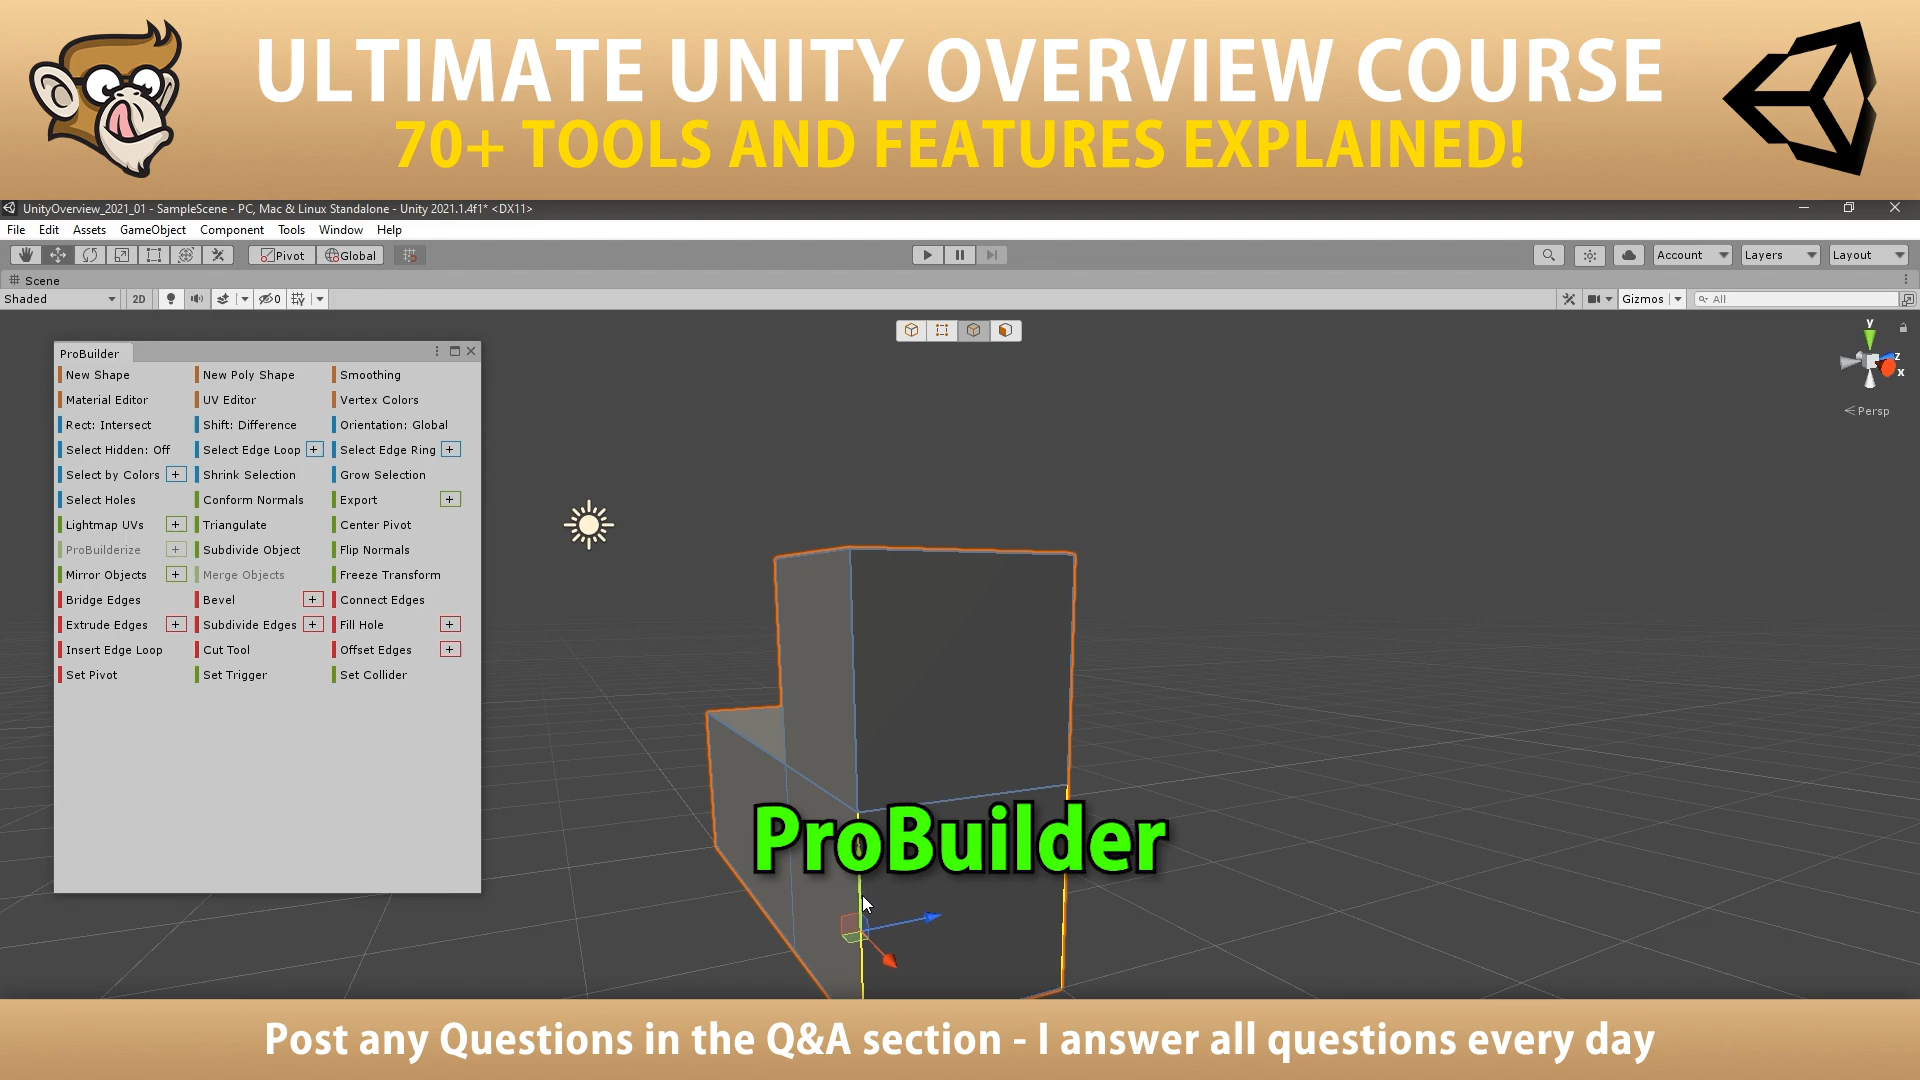 ULTIMATE UNITY OVERVIEW COURSE
70+ TOOLS AND FEATURES EXPLAINED!
UnityOverview_2021_01 - SampleScene - PC, Mac & Linux Standalone - Unity 2021.1.4f1* <DX11>
File Edit Assets GameObject Component Tools Window Help
Pivot Global Account Layers Layout
Scene
Shaded 2D 0 Gizmos All
y
z
x
Persp
ProBuilder
New Shape New Poly Shape Smoothing
Material Editor UV Editor Vertex Colors
Rect: Intersect Shift: Difference Orientation: Global
Select Hidden: Off Select Edge Loop + Select Edge Ring +
Select by Colors + Shrink Selection Grow Selection
Select Holes Conform Normals Export +
Lightmap UVs + Triangulate Center Pivot
ProBuilderize + Subdivide Object Flip Normals
Mirror Objects + Merge Objects Freeze Transform
Bridge Edges Bevel + Connect Edges
Extrude Edges + Subdivide Edges + Fill Hole +
Insert Edge Loop Cut Tool Offset Edges +
Set Pivot Set Trigger Set Collider
ProBuilder
Post any Questions in the Q&A section - I answer all questions every day